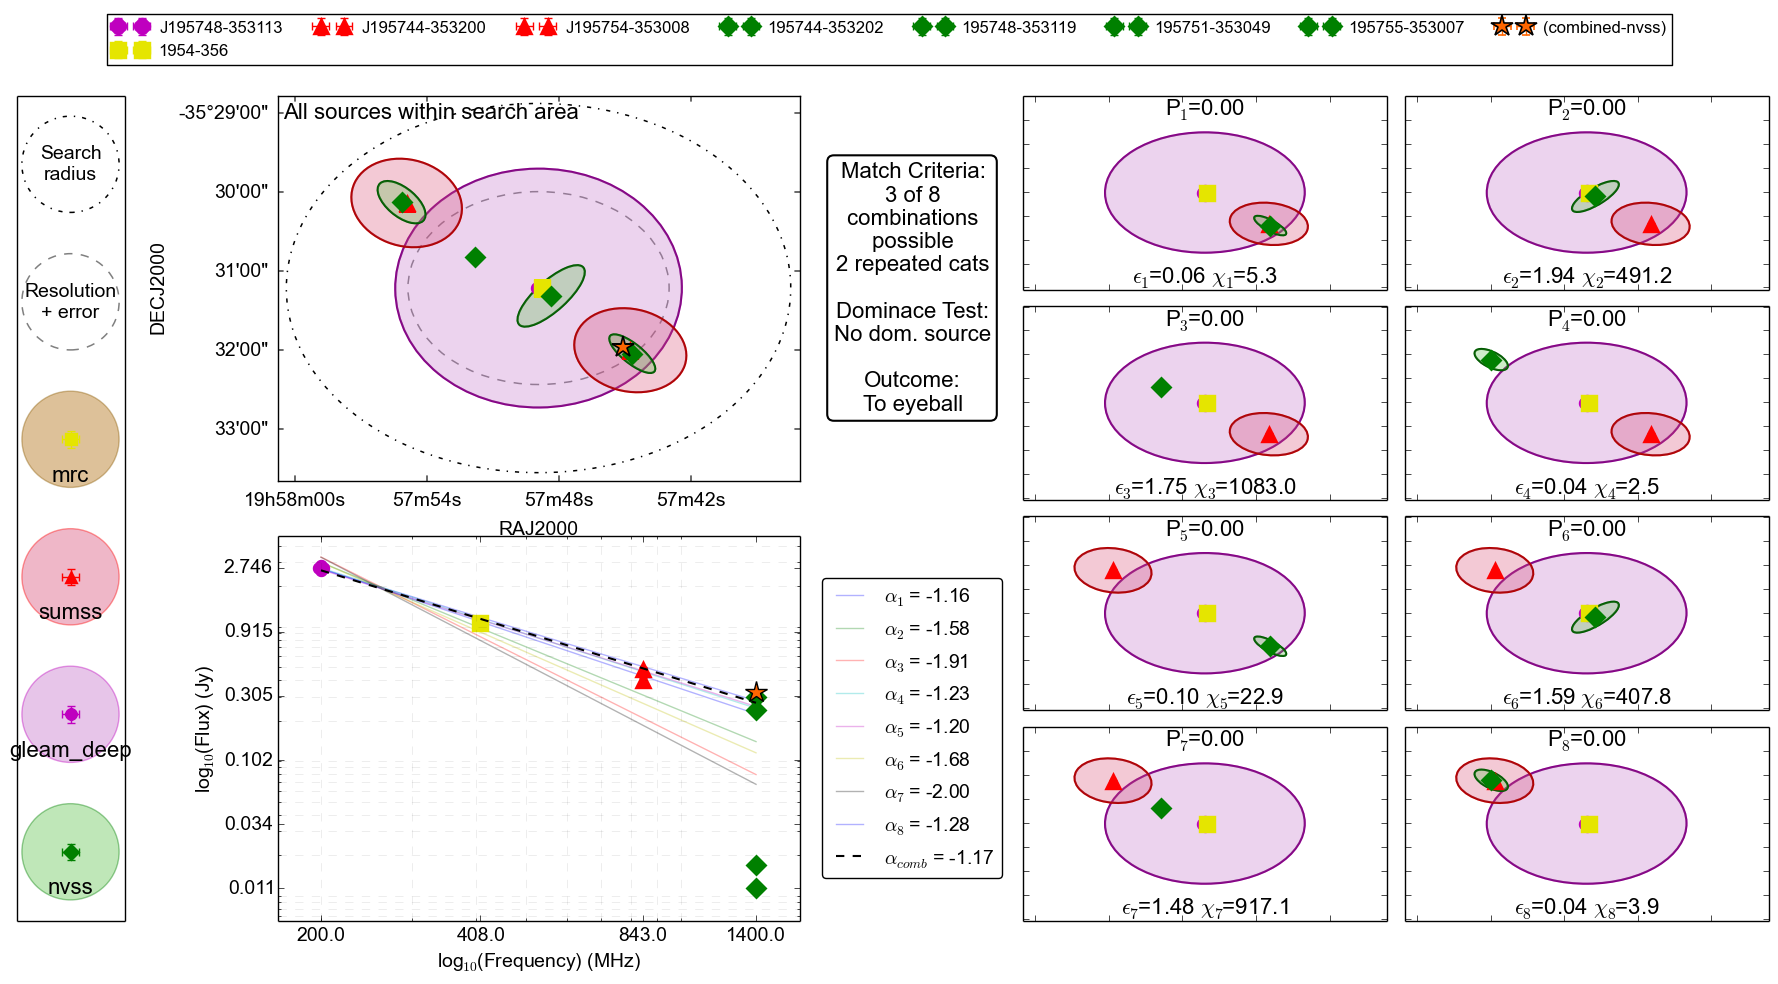 J195748-353113 J195744-353200 J195754-353008 195744-353202 195748-353119 195751-353049 195755-353007 (combined-nvss)
1954-356
Search
radius
Resolution
+ error
mrc
sumss
gleam_deep
nvss
All sources within search area
-35°29'00"
30'00"
31'00"
32'00"
33'00"
DECJ2000
19h58m00s 57m54s 57m48s 57m42s
RAJ2000
Match Criteria:
3 of 8
combinations
possible
2 repeated cats
Dominace Test:
No dom. source
Outcome:
To eyeball
2.746
0.915
0.305
0.102
0.034
0.011
log₁₀(Flux) (Jy)
200.0 408.0 843.0 1400.0
log₁₀(Frequency) (MHz)
α₁ = -1.16
α₂ = -1.58
α₃ = -1.91
α₄ = -1.23
α₅ = -1.20
α₆ = -1.68
α₇ = -2.00
α₈ = -1.28
α_comb = -1.17
P₁=0.00
ϵ₁=0.06 χ₁=5.3
P₂=0.00
ϵ₂=1.94 χ₂=491.2
P₃=0.00
ϵ₃=1.75 χ₃=1083.0
P₄=0.00
ϵ₄=0.04 χ₄=2.5
P₅=0.00
ϵ₅=0.10 χ₅=22.9
P₆=0.00
ϵ₆=1.59 χ₆=407.8
P₇=0.00
ϵ₇=1.48 χ₇=917.1
P₈=0.00
ϵ₈=0.04 χ₈=3.9